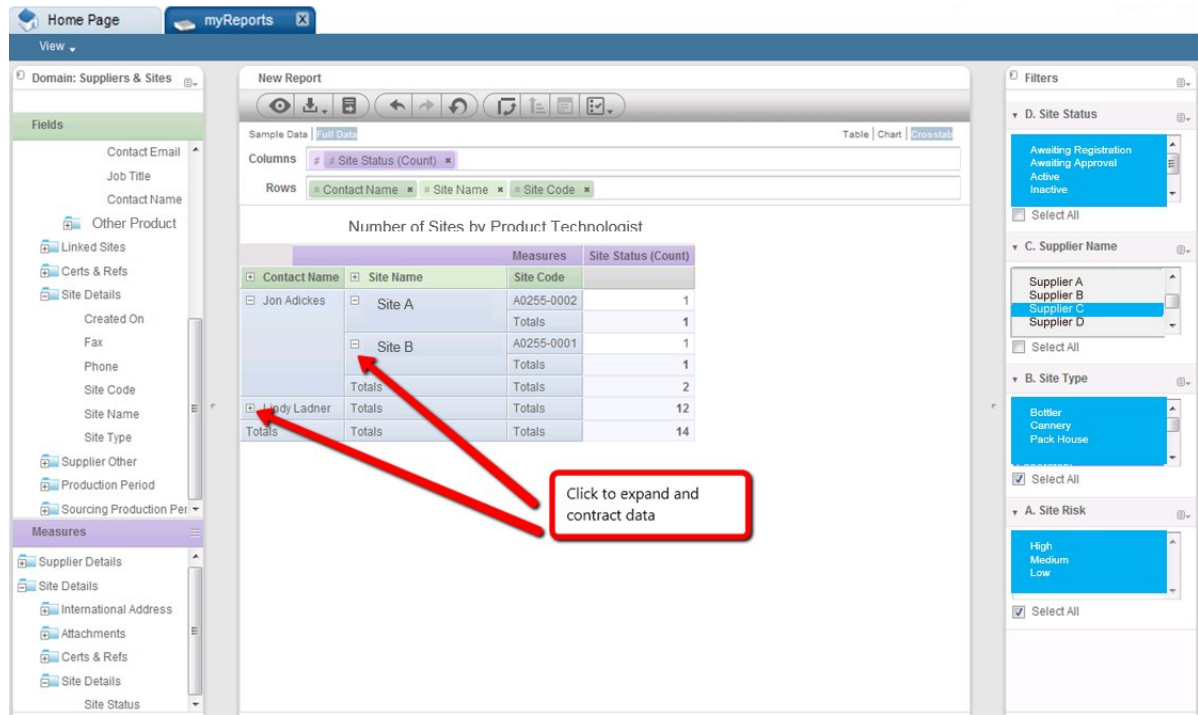 Home Page
myReports X
View
Domain: Suppliers & Sites
Fields
Contact Email
Job Title
Contact Name
Other Product
Linked Sites
Certs & Refs
Site Details
Created On
Fax
Phone
Site Code
Site Name
Site Type
Supplier Other
Production Period
Sourcing Production Per
Measures
Supplier Details
Site Details
International Address
Attachments
Certs & Refs
Site Details
Site Status
New Report
Sample Data | Full Data
Table | Chart | Crosstab
Columns # # Site Status (Count) ×
Rows Contact Name × Site Name × Site Code ×
Number of Sites by Product Technologist
Measures Site Status (Count)
Contact Name Site Name Site Code
Jon Adickes Site A A0255-0002 1
Totals 1
Site B A0255-0001 1
Totals 1
Totals 2
Lindy Ladner Totals Totals 12
Totals Totals Totals 14
Click to expand and
contract data
Filters
D. Site Status
Awaiting Registration
Awaiting Approval
Active
Inactive
Select All
C. Supplier Name
Supplier A
Supplier B
Supplier C
Supplier D
Select All
B. Site Type
Bottler
Cannery
Pack House
Select All
A. Site Risk
High
Medium
Low
Select All